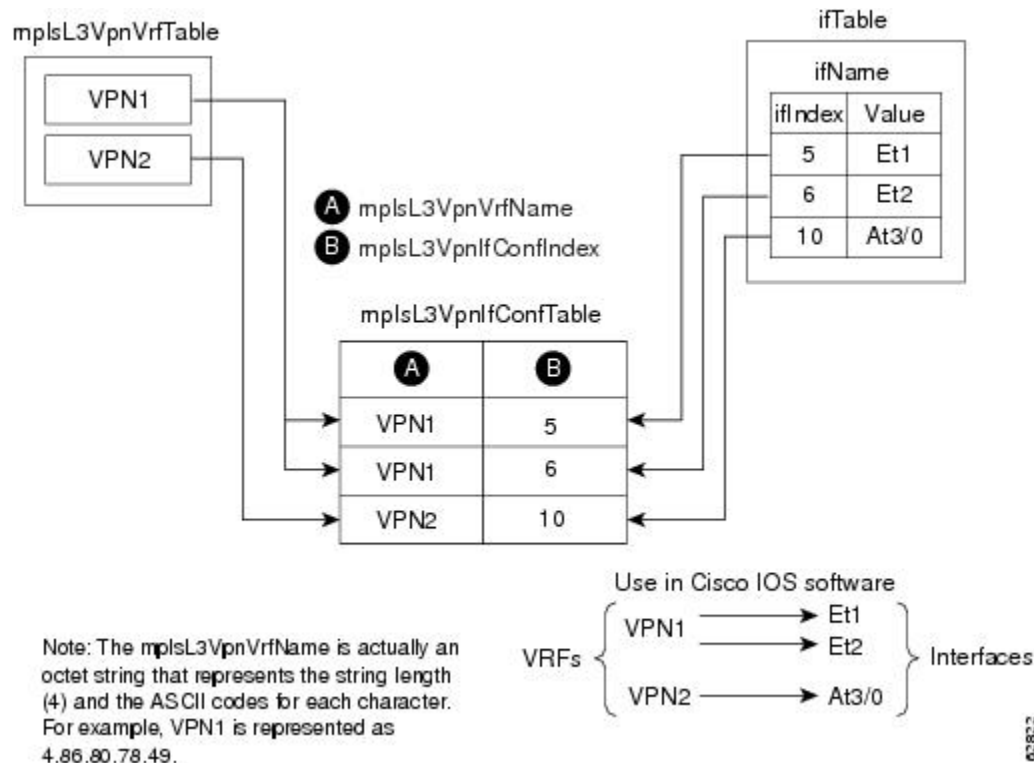 mplsL3VpnVrfTable
VPN1
VPN2
ifTable
ifName
ifIndex Value
5 Et1
6 Et2
10 At3/0
A mplsL3VpnVrfName
B mplsL3VpnIfConfIndex
mplsL3VpnIfConfTable
A B
VPN1 5
VPN1 6
VPN2 10
Use in Cisco IOS software
VRFs VPN1 Et1 Interfaces
Et2
VPN2 At3/0
Note: The mplsL3VpnVrfName is actually an
octet string that represents the string length
(4) and the ASCII codes for each character.
For example, VPN1 is represented as
4.86.80.78.49.